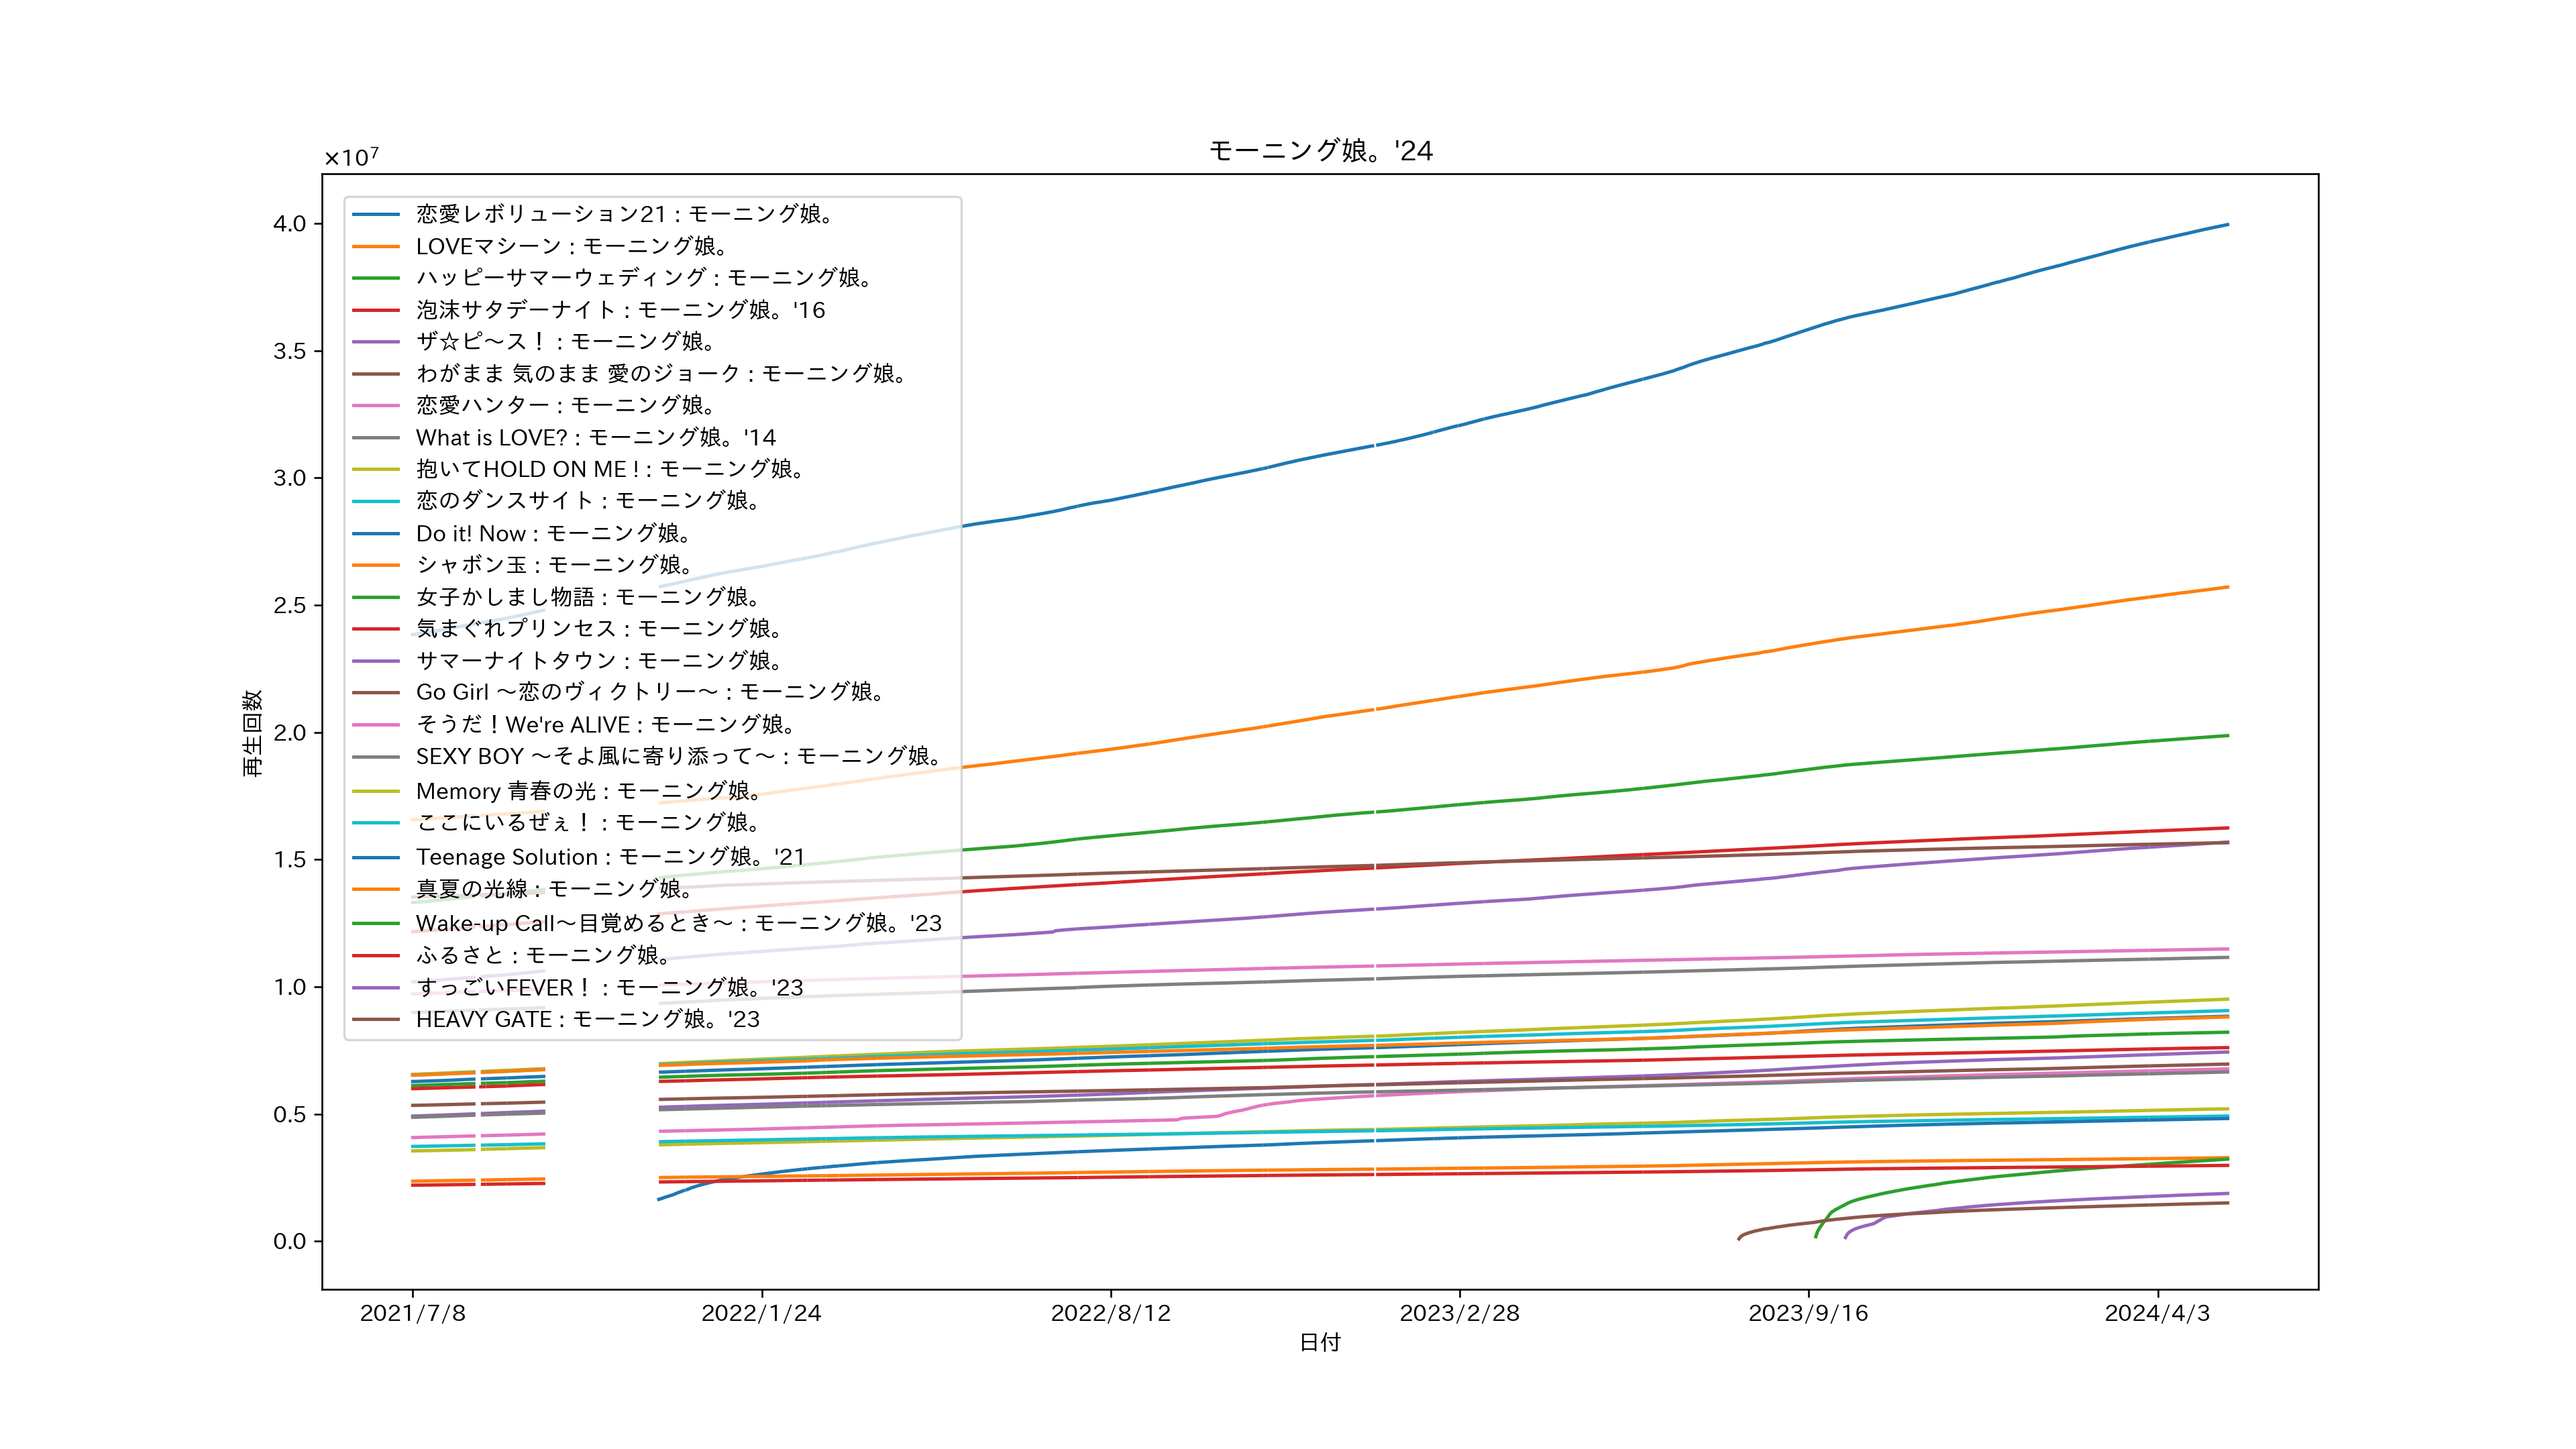 モーニング娘。'24
×10⁷
4.0
3.5
3.0
2.5
2.0
1.5
1.0
0.5
0.0
再生回数
恋愛レボリューション21 : モーニング娘。
LOVEマシーン : モーニング娘。
ハッピーサマーウェディング : モーニング娘。
泡沫サタデーナイト : モーニング娘。'16
ザ☆ピ〜ス！ : モーニング娘。
わがまま 気のまま 愛のジョーク : モーニング娘。
恋愛ハンター : モーニング娘。
What is LOVE? : モーニング娘。'14
抱いてHOLD ON ME ! : モーニング娘。
恋のダンスサイト : モーニング娘。
Do it! Now : モーニング娘。
シャボン玉 : モーニング娘。
女子かしまし物語 : モーニング娘。
気まぐれプリンセス : モーニング娘。
サマーナイトタウン : モーニング娘。
Go Girl 〜恋のヴィクトリー〜 : モーニング娘。
そうだ！We're ALIVE : モーニング娘。
SEXY BOY 〜そよ風に寄り添って〜 : モーニング娘。
Memory 青春の光 : モーニング娘。
ここにいるぜぇ！ : モーニング娘。
Teenage Solution : モーニング娘。'21
真夏の光線 : モーニング娘。
Wake-up Call〜目覚めるとき〜 : モーニング娘。'23
ふるさと : モーニング娘。
すっごいFEVER！ : モーニング娘。'23
HEAVY GATE : モーニング娘。'23
2021/7/8
2022/1/24
2022/8/12
2023/2/28
2023/9/16
2024/4/3
日付